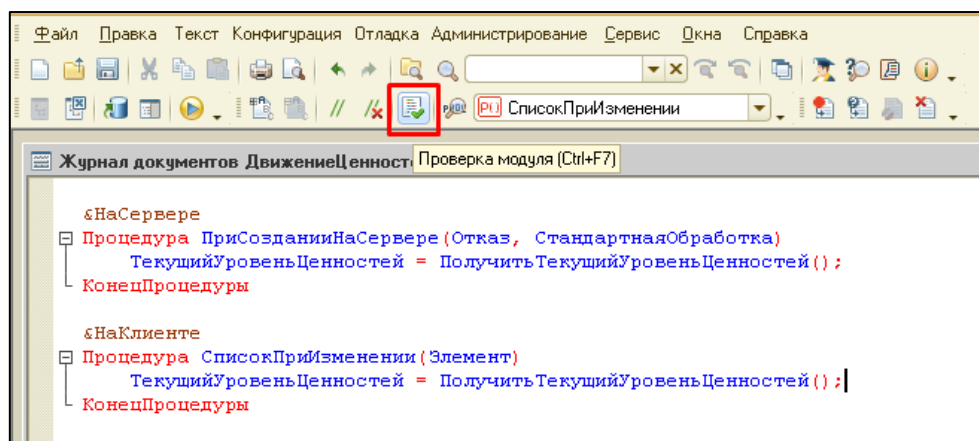 Файл Правка Текст Конфигурация Отладка Администрирование Сервис Окна Справка
СписокПриИзменении
Журнал документов ДвижениеЦенност
Проверка модуля (Ctrl+F7)
&НаСервере
Процедура ПриСозданииНаСервере(Отказ, СтандартнаяОбработка)
ТекущийУровеньЦенностей = ПолучитьТекущийУровеньЦенностей();
КонецПроцедуры
&НаКлиенте
Процедура СписокПриИзменении(Элемент)
ТекущийУровеньЦенностей = ПолучитьТекущийУровеньЦенностей();
КонецПроцедуры